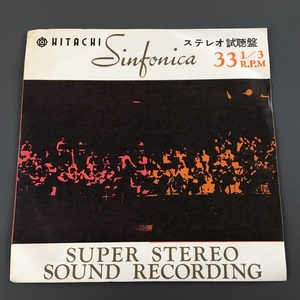 HITACHI
Sinfonica
ステレオ試聴盤
33 1/3 R.P.M
SUPER STEREO
SOUND RECORDING